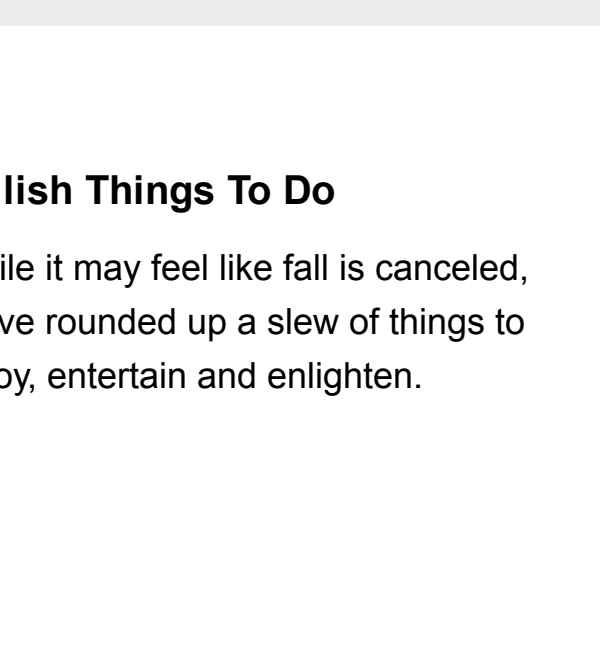 lish Things To Do
ile it may feel like fall is canceled,
ve rounded up a slew of things to
oy, entertain and enlighten.